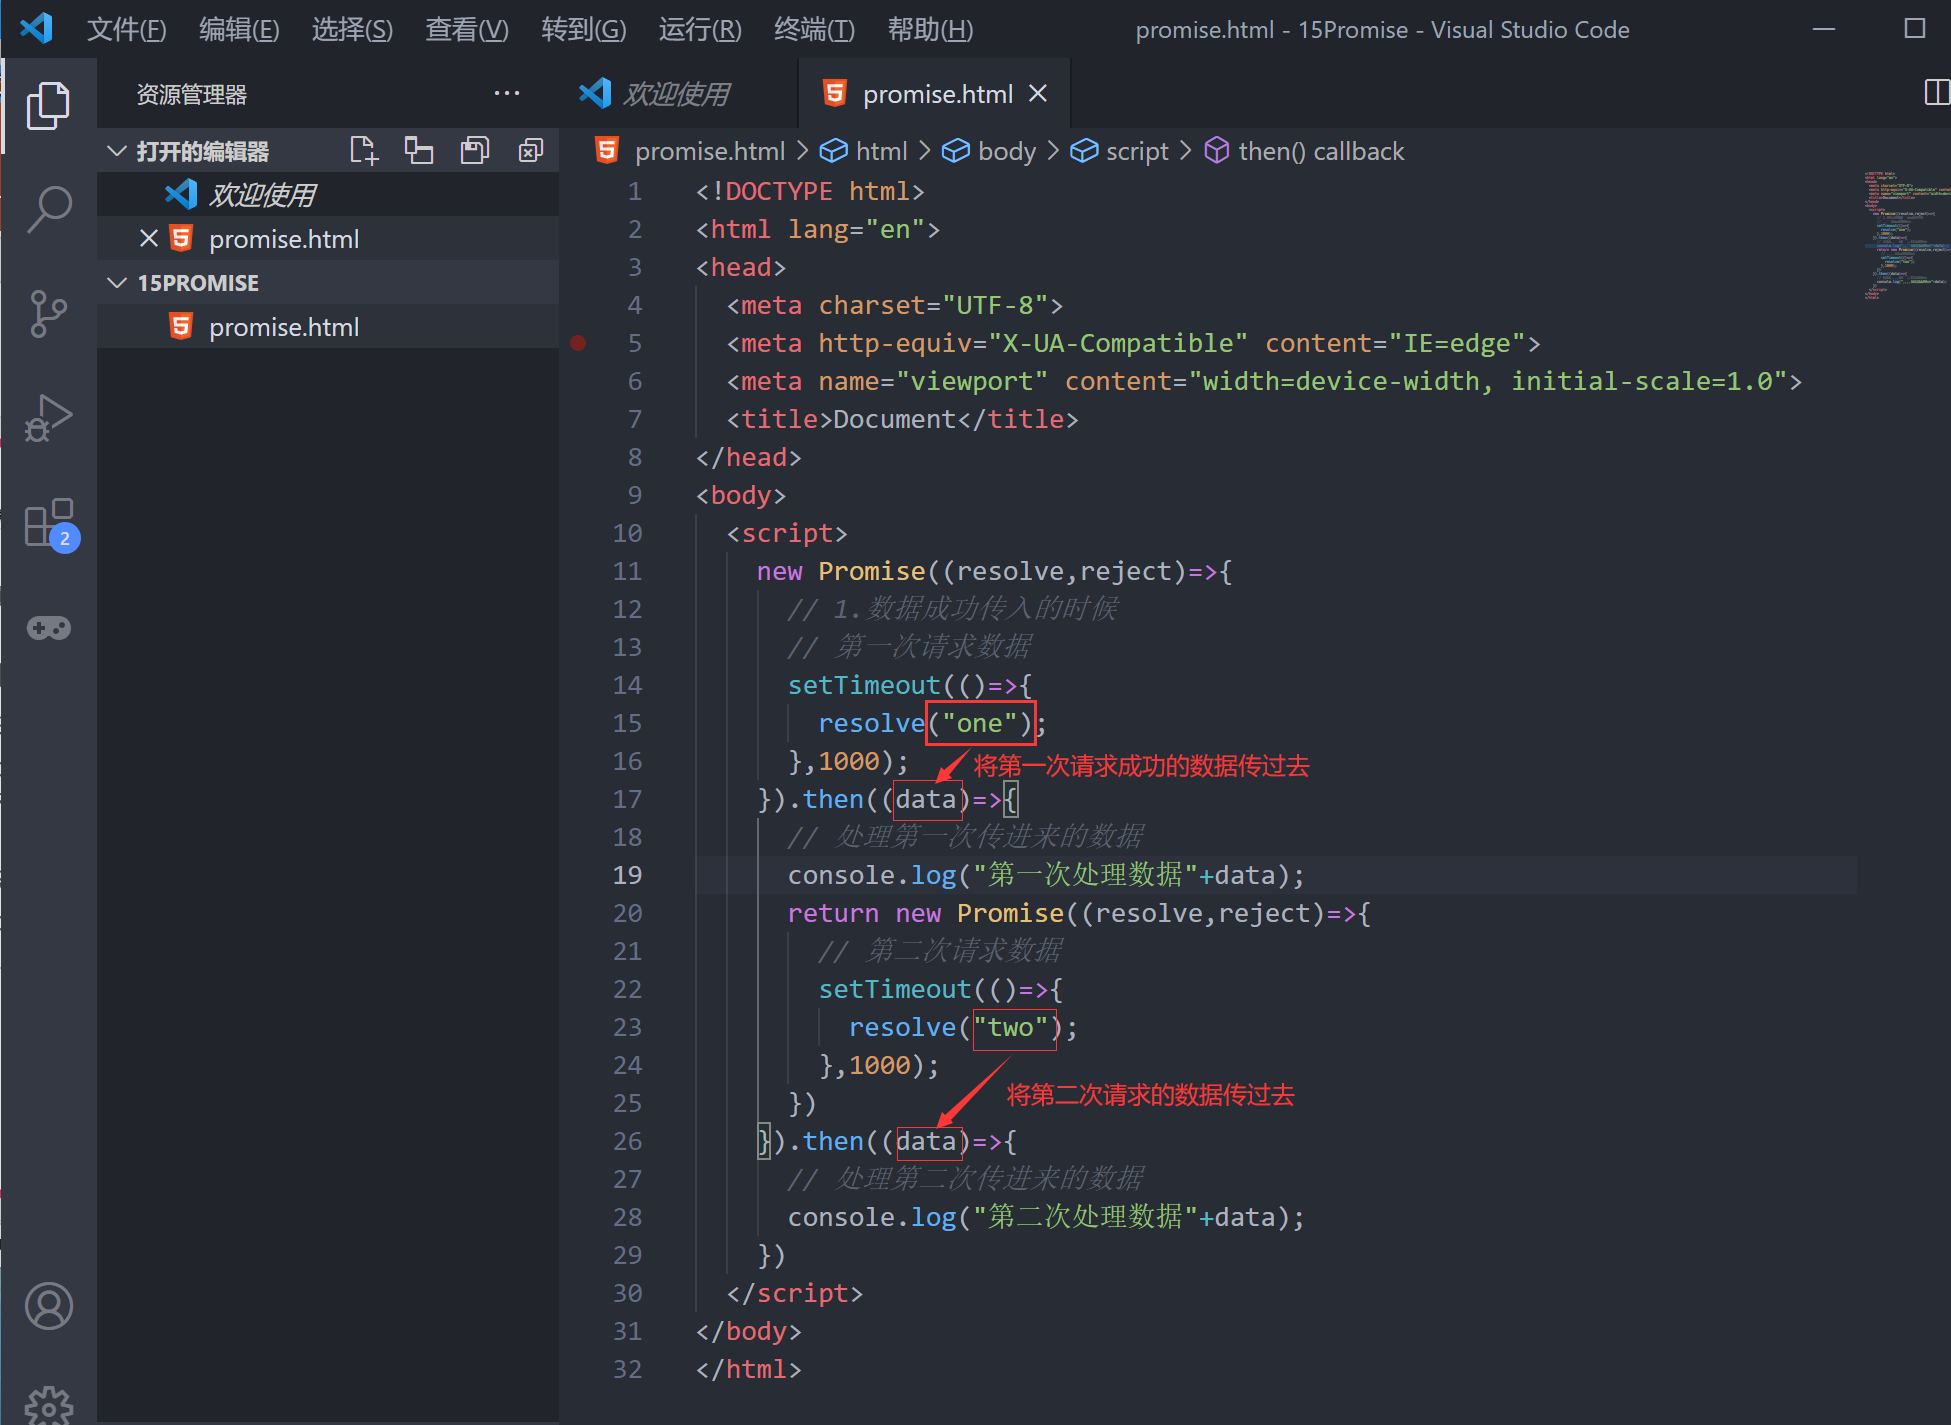 文件(F) 编辑(E) 选择(S) 查看(V) 转到(G) 运行(R) 终端(T) 帮助(H) promise.html - 15Promise - Visual Studio Code
资源管理器 ···
打开的编辑器
欢迎使用
promise.html
15PROMISE
promise.html
2
欢迎使用 promise.html
promise.html > html > body > script > then() callback
1 <!DOCTYPE html>
2 <html lang="en">
3 <head>
4 <meta charset="UTF-8">
5 <meta http-equiv="X-UA-Compatible" content="IE=edge">
6 <meta name="viewport" content="width=device-width, initial-scale=1.0">
7 <title>Document</title>
8 </head>
9 <body>
10 <script>
11 new Promise((resolve,reject)=>{
12 // 1.数据成功传入的时候
13 // 第一次请求数据
14 setTimeout(()=>{
15 resolve("one");
16 },1000); 将第一次请求成功的数据传过去
17 }).then((data)=>{
18 // 处理第一次传进来的数据
19 console.log("第一次处理数据"+data);
20 return new Promise((resolve,reject)=>{
21 // 第二次请求数据
22 setTimeout(()=>{
23 resolve("two");
24 },1000);
25 }) 将第二次请求的数据传过去
26 }).then((data)=>{
27 // 处理第二次传进来的数据
28 console.log("第二次处理数据"+data);
29 })
30 </script>
31 </body>
32 </html>